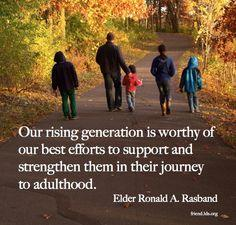 Our rising generation is worthy of
our best efforts to support and
strengthen them in their journey
to adulthood.
Elder Ronald A. Rasband
friend.lds.org